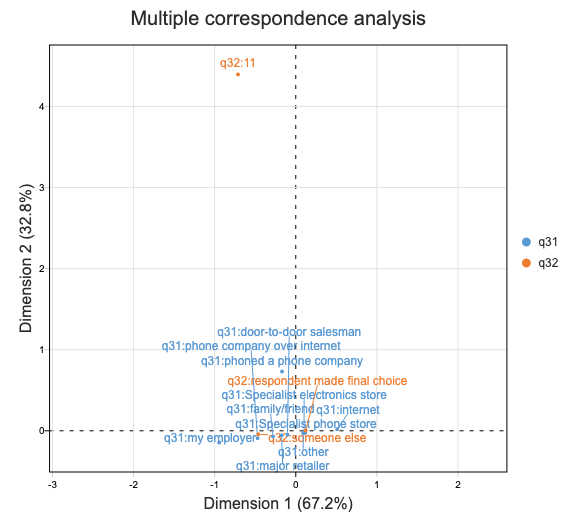 Multiple correspondence analysis
q32:11
4
3
2
1
0
Dimension 2 (32.8%)
q31:door-to-door salesman
q31:phone company over internet
q31:phoned a phone company
q32:respondent made final choice
q31:Specialist electronics store
q31:family/friend
q31:internet
q31:Specialist phone store
q31:my employer
q32:someone else
q31:other
q31:major retailer
-3
-2
-1
0
1
2
Dimension 1 (67.2%)
q31
q32